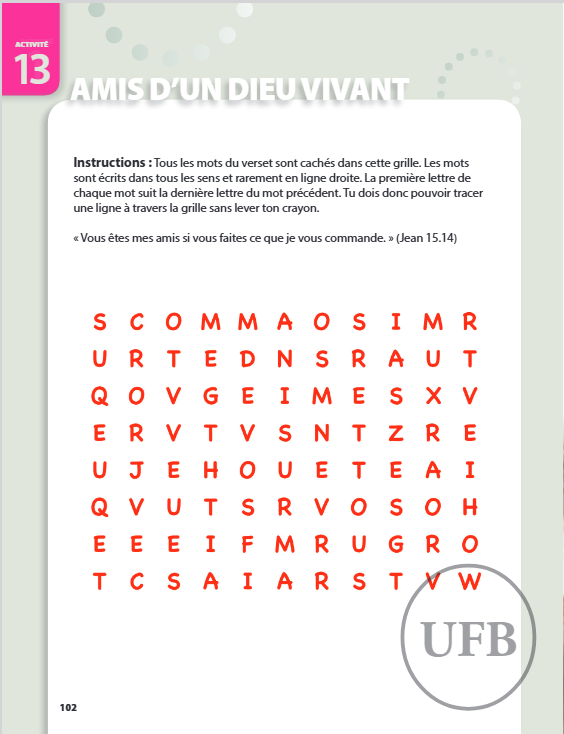 ACTIVITÉ
13
AMIS D’UN DIEU VIVANT
Instructions : Tous les mots du verset sont cachés dans cette grille. Les mots
sont écrits dans tous les sens et rarement en ligne droite. La première lettre de
chaque mot suit la dernière lettre du mot précédent. Tu dois donc pouvoir tracer
une ligne à travers la grille sans lever ton crayon.
« Vous êtes mes amis si vous faites ce que je vous commande. » (Jean 15.14)
S C O M M A O S I M R
U R T E D N S R A U T
Q O V G E I M E S X V
E R V T V S N T Z R E
U J E H O U E T E A I
Q V U T S R V O S O H
E E E I F M R U G R O
T C S A I A R S T V W
UFB
102